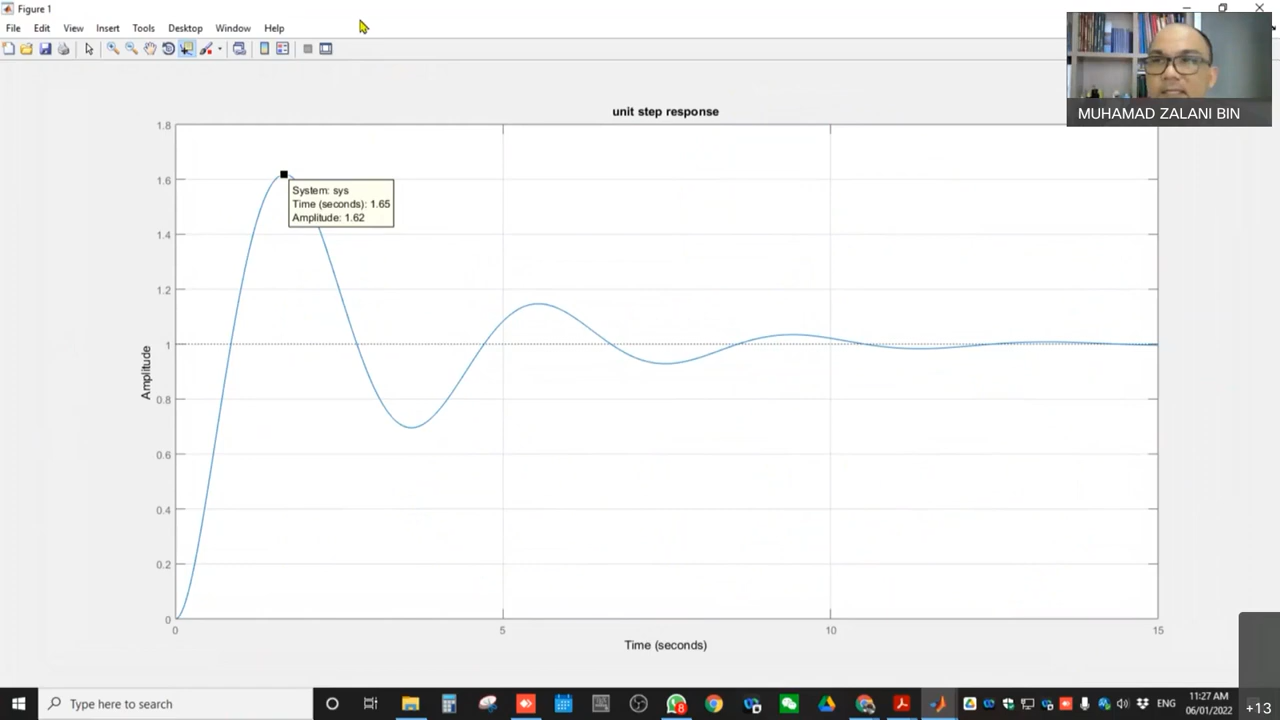 Figure 1
File Edit View Insert Tools Desktop Window Help
MUHAMAD ZALANI BIN
unit step response
1.8
1.6
1.4
1.2
1
0.8
0.6
0.4
0.2
0
System: sys
Time (seconds): 1.65
Amplitude: 1.62
Amplitude
0 5 10 15
Time (seconds)
Type here to search
8
ENG
11:27 AM
06/01/2022
+13